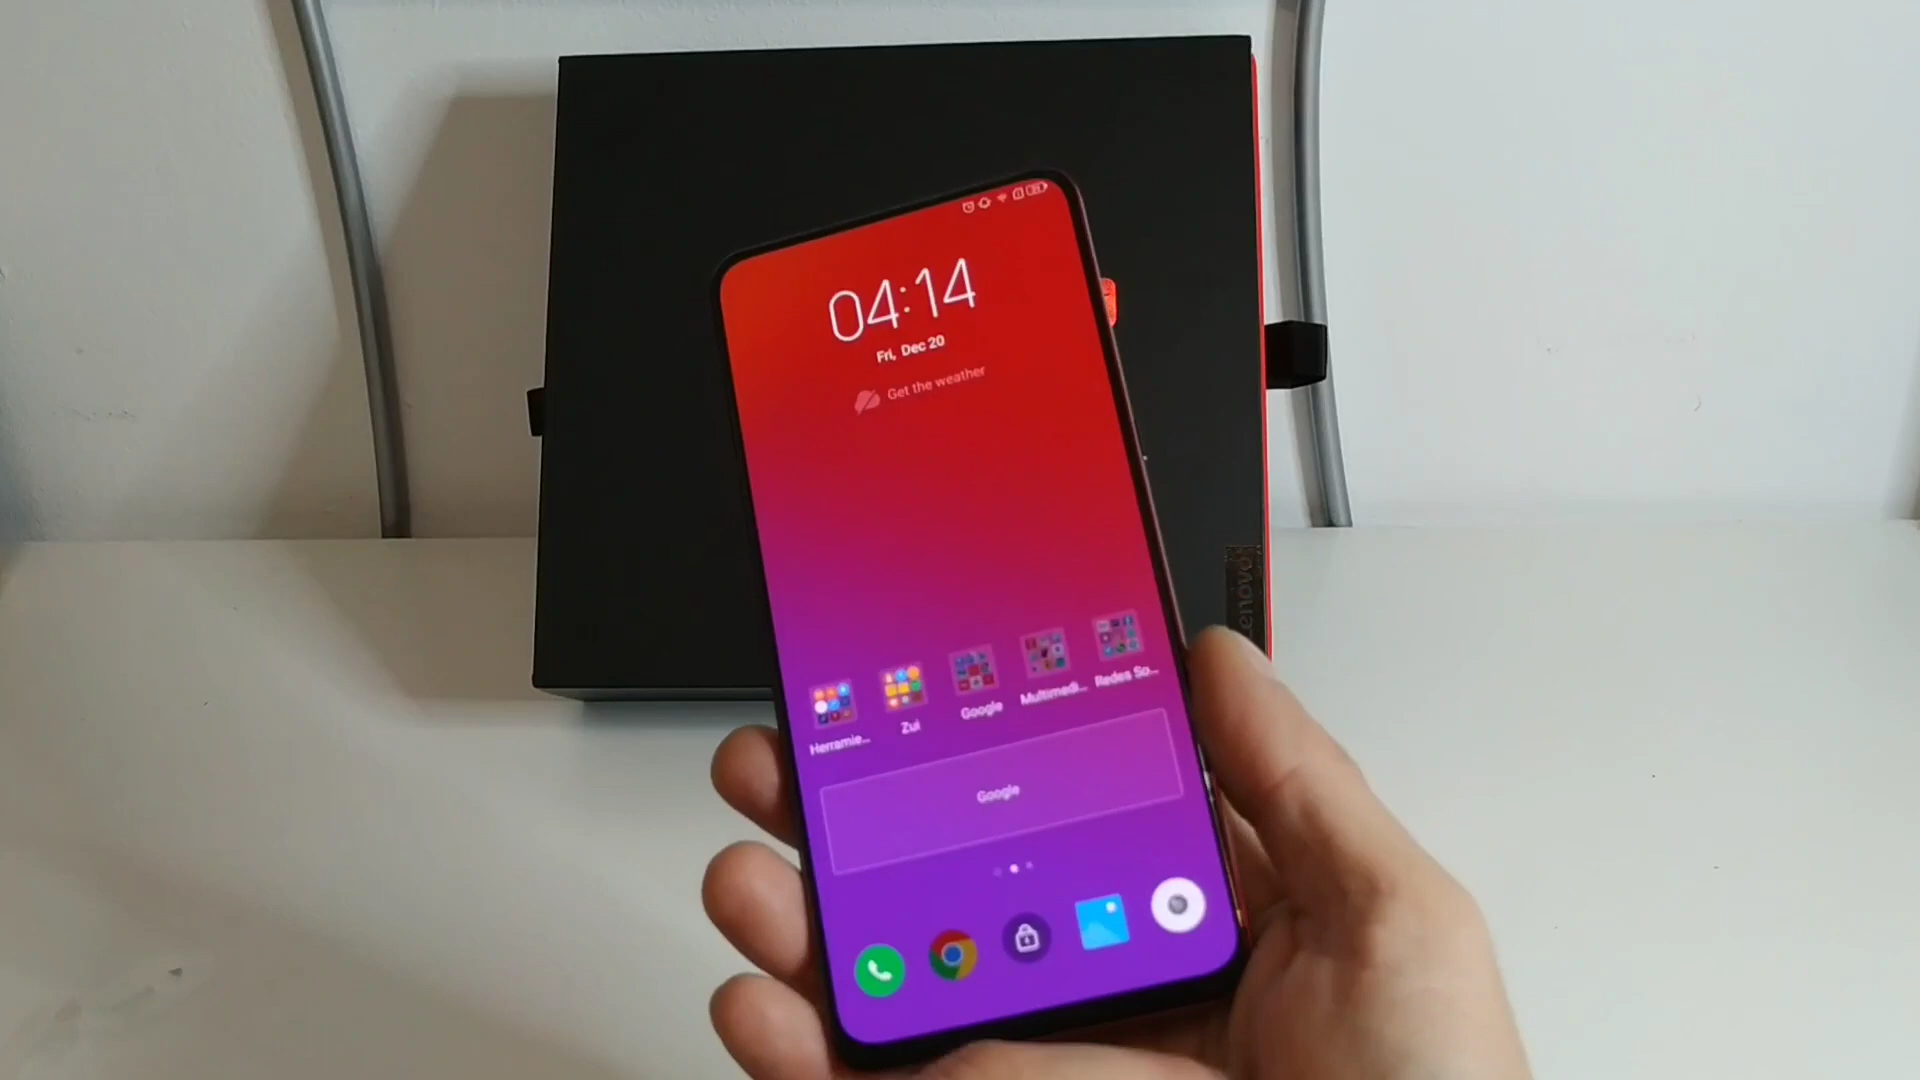 04:14
Fri, Dec 20
Get the weather
Herramie...
Zui
Google
Multimedi...
Redes So...
Google
Lenovo